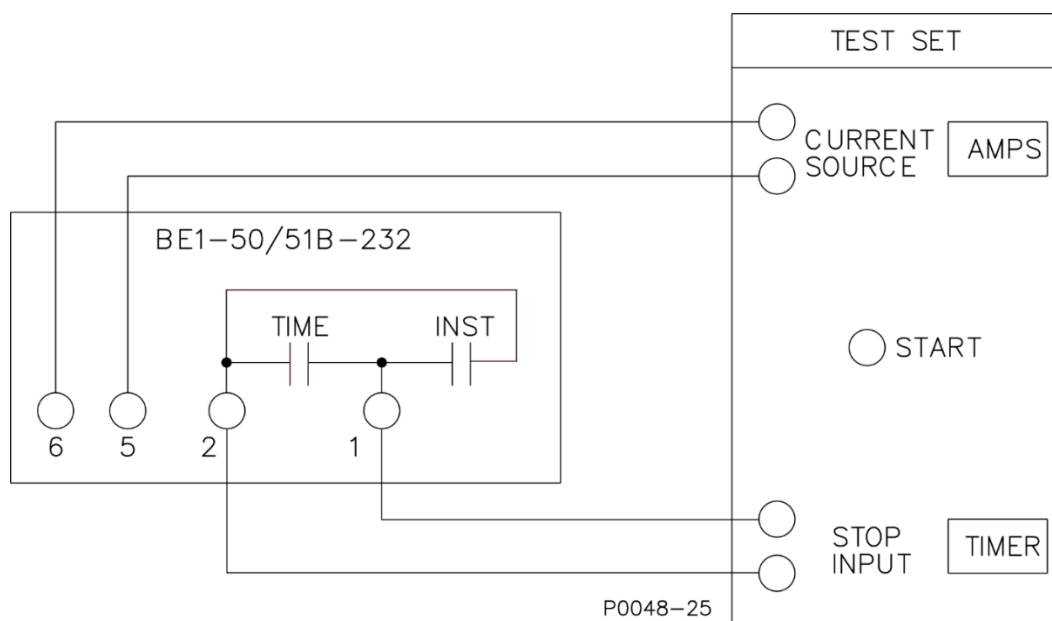 TEST SET
CURRENT
SOURCE
AMPS
BE1-50/51B-232
TIME
INST
START
6
5
2
1
STOP
INPUT
TIMER
P0048-25